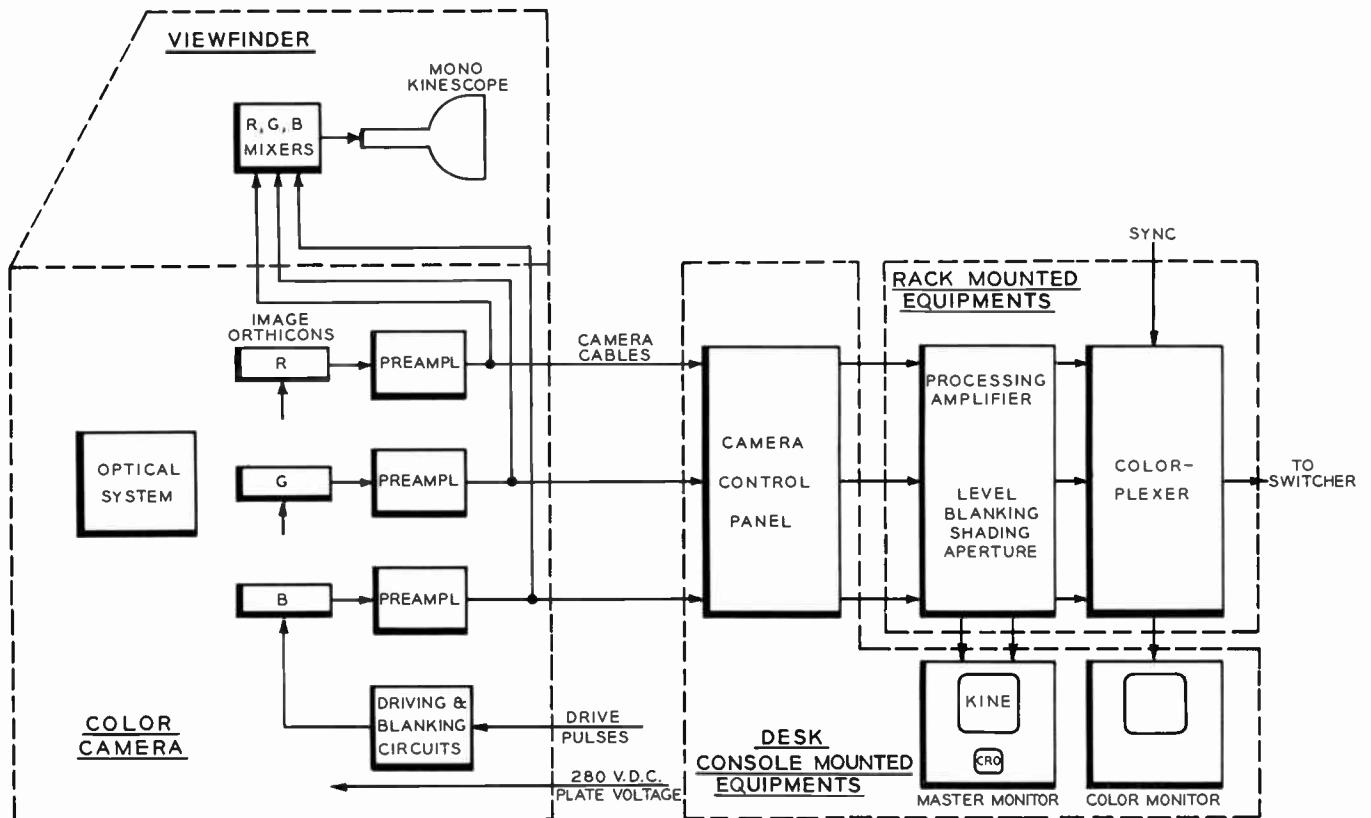 VIEWFINDER
MONO
KINESCOPE
R, G, B
MIXERS
SYNC
RACK MOUNTED
EQUIPMENTS
IMAGE
ORTHICONS
R
PREAMPL
CAMERA
CABLES
PROCESSING
AMPLIFIER
OPTICAL
SYSTEM
G
PREAMPL
CAMERA
CONTROL
PANEL
LEVEL
BLANKING
SHADING
APERTURE
COLOR-
PLEXER
TO
SWITCHER
B
PREAMPL
COLOR
CAMERA
DRIVING &
BLANKING
CIRCUITS
DRIVE
PULSES
280 V.D.C.
PLATE VOLTAGE
DESK
CONSOLE MOUNTED
EQUIPMENTS
KINE
CRO
MASTER MONITOR
COLOR MONITOR